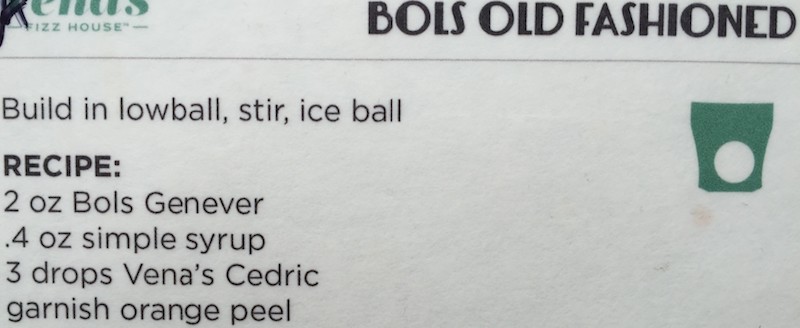 Vena's
FIZZ HOUSE™
BOLS OLD FASHIONED
Build in lowball, stir, ice ball
RECIPE:
2 oz Bols Genever
.4 oz simple syrup
3 drops Vena's Cedric
garnish orange peel